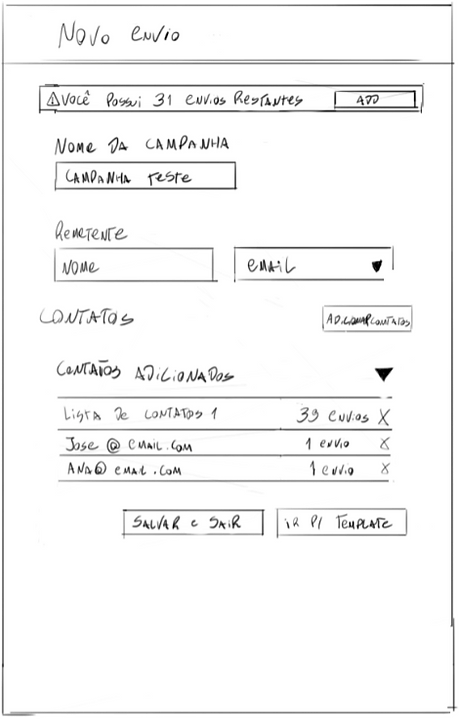 Novo envio
Você possui 31 envios restantes ADD
Nome da campanha
Campanha teste
Remetente
Nome email
Contatos Adicionar contatos
Contatos adicionados
Lista de contatos 1 39 envios X
Jose@email.com 1 envio X
Ana@email.com 1 envio X
Salvar e sair ir p/ template